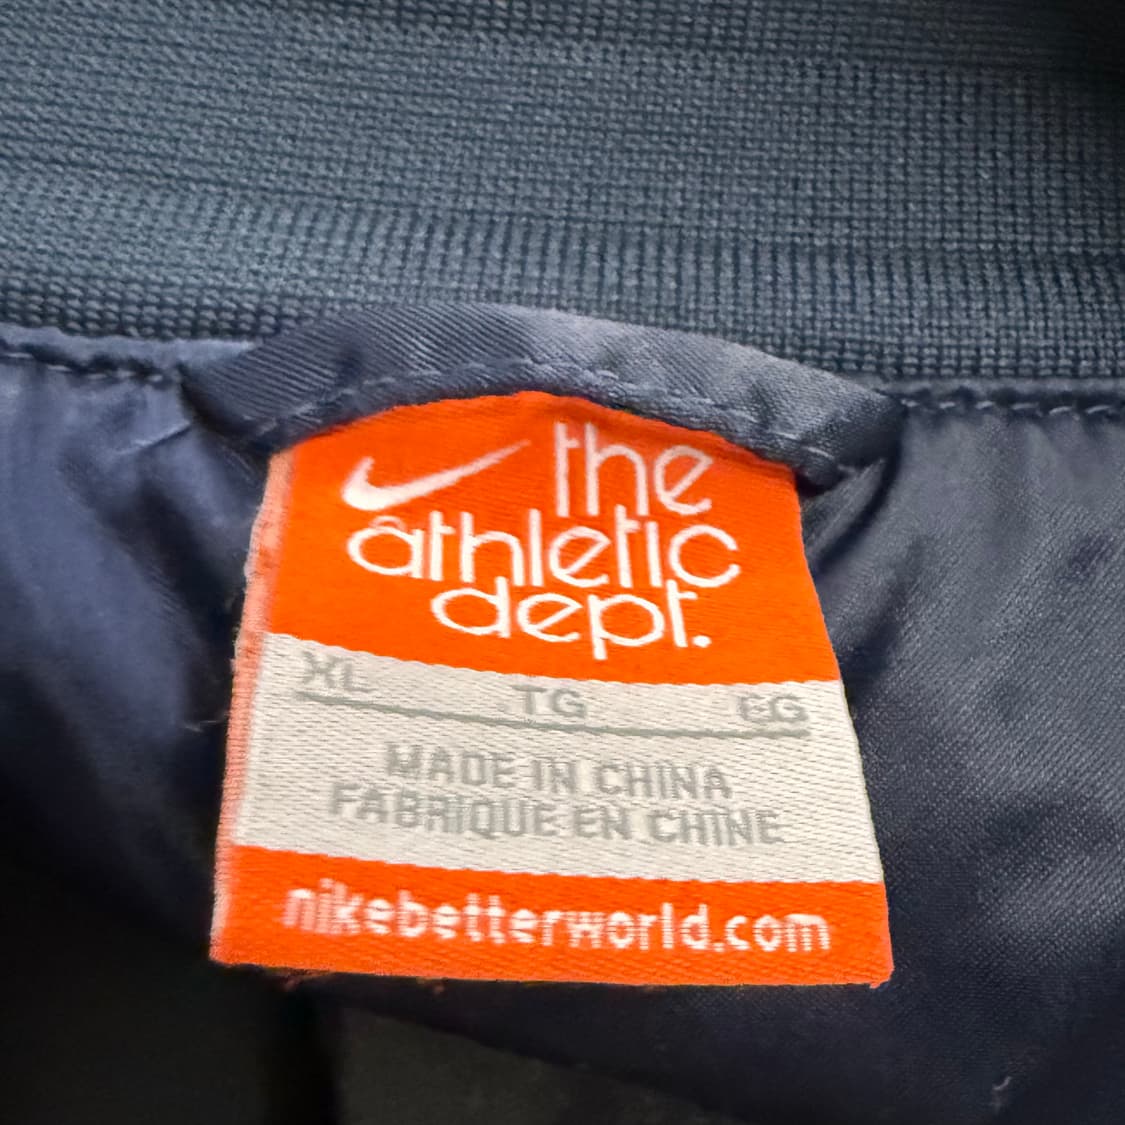 the
athletic
dept.
XL TG EG
MADE IN CHINA
FABRIQUE EN CHINE
nikebetterworld.com